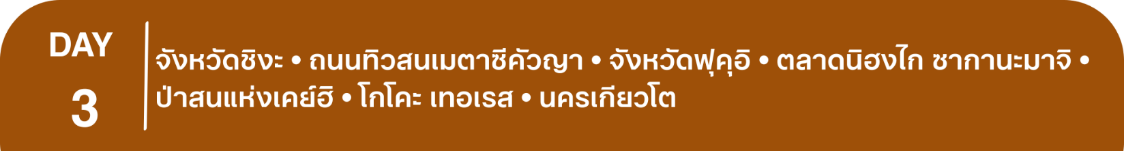 DAY
3
จังหวัดชิงะ • ถนนทิวสนเมตาซีคัวญา • จังหวัดฟุคุอิ • ตลาดนิฮงไก ซากานะมาจิ •
ป่าสนแห่งเคย์ฮิ • โกโคะ เทอเรส • นครเกียวโต